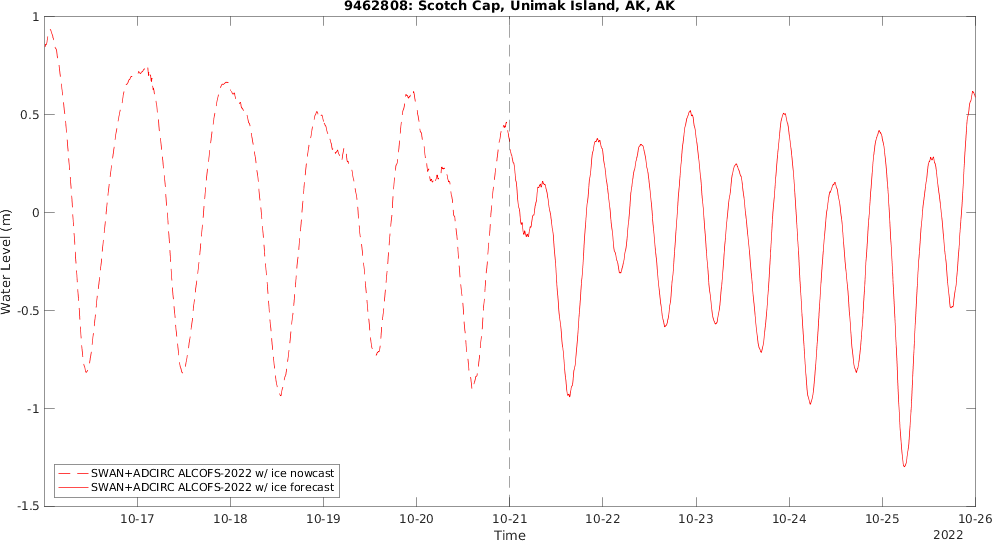 9462808: Scotch Cap, Unimak Island, AK, AK
1
0.5
0
-0.5
-1
-1.5
Water Level (m)
SWAN+ADCIRC ALCOFS-2022 w/ ice nowcast
SWAN+ADCIRC ALCOFS-2022 w/ ice forecast
10-17 10-18 10-19 10-20 10-21 10-22 10-23 10-24 10-25 10-26
Time
2022